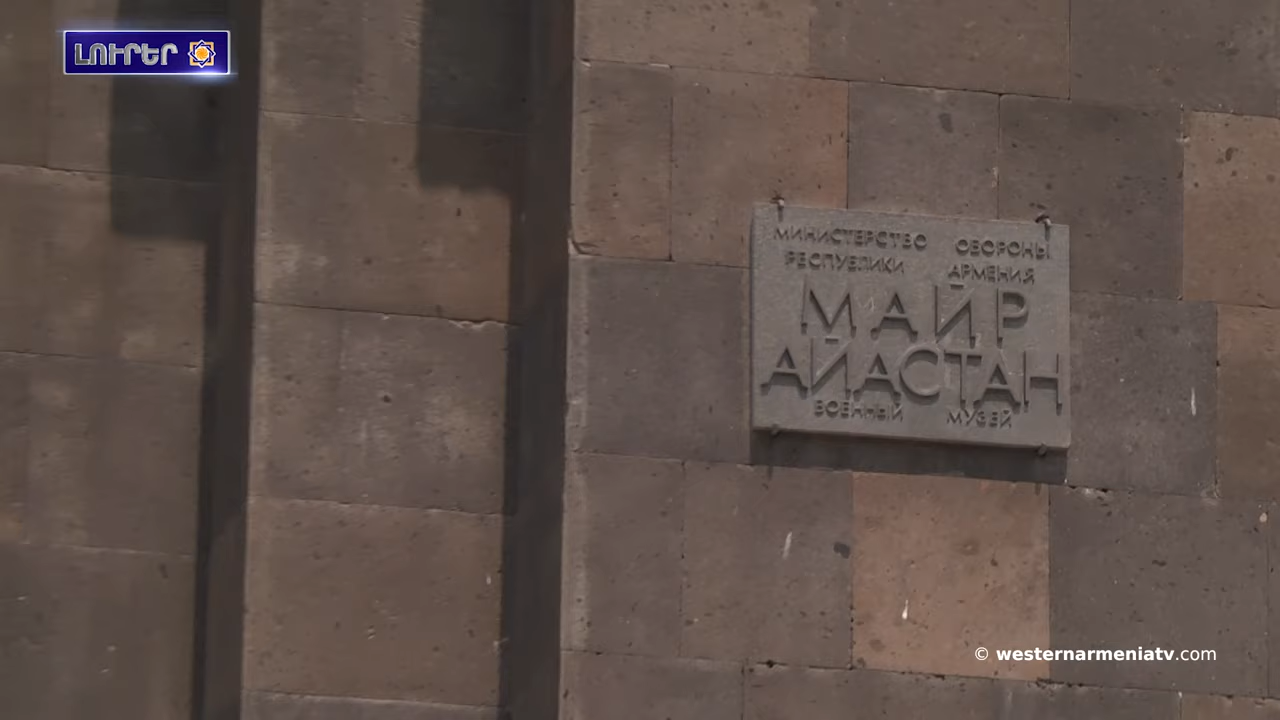 ԼՈՒՐԵՐ
МИНИСТЕРСТВО ОБОРОНЫ
РЕСПУБЛИКИ АРМЕНИЯ
МАЙР
АЙАСТАН
ВОЕННЫЙ МУЗЕЙ
© westernarmeniatv.com